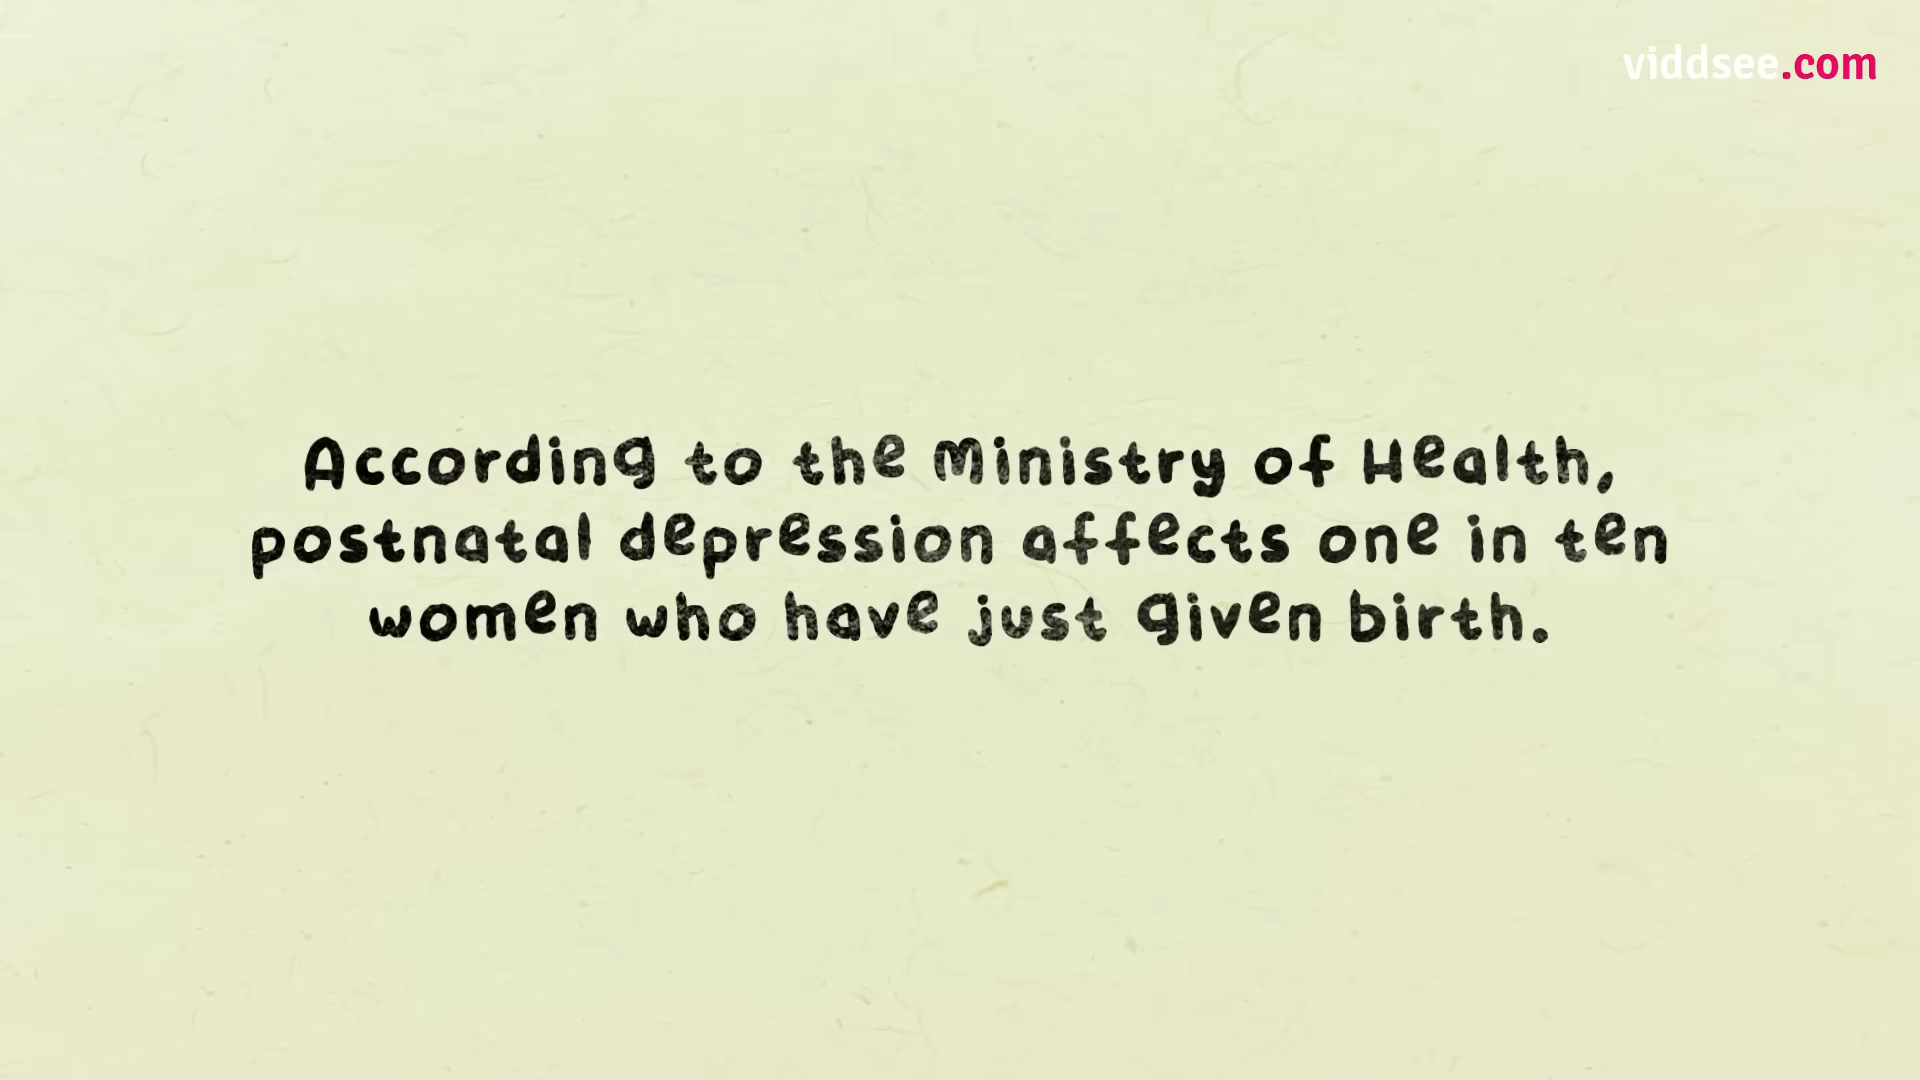 viddsee.com
According to the Ministry of Health,
postnatal depression affects one in ten
women who have just given birth.